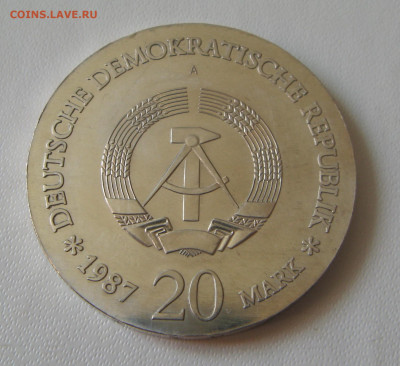 COINS.LAVE.RU
DEUTSCHE DEMOKRATISCHE REPUBLIK
A
* 1987 20 MARK *